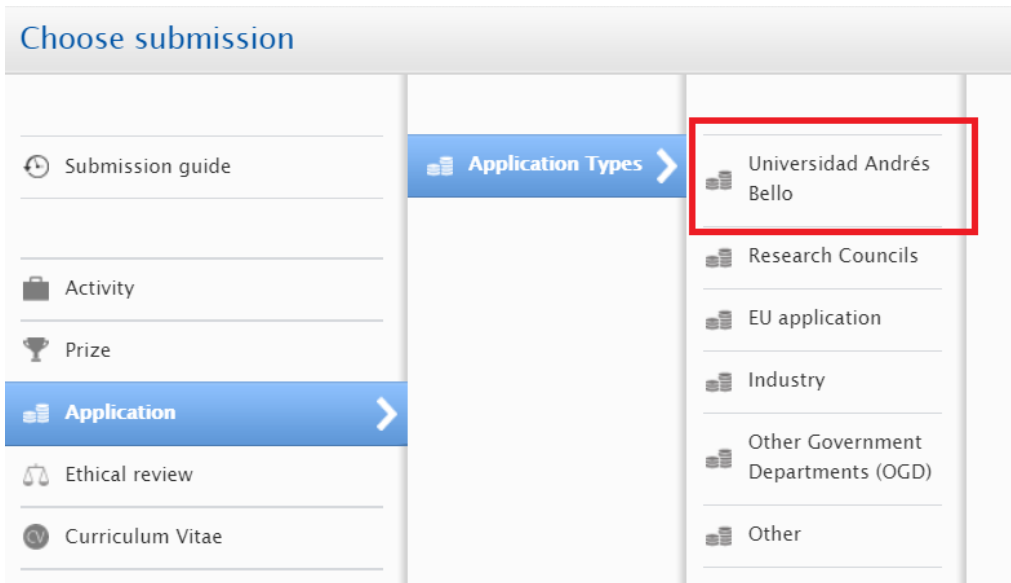 Choose submission
Submission guide
Activity
Prize
Application
Ethical review
CV
Curriculum Vitae
Application Types
Universidad Andrés
Bello
Research Councils
EU application
Industry
Other Government
Departments (OGD)
Other